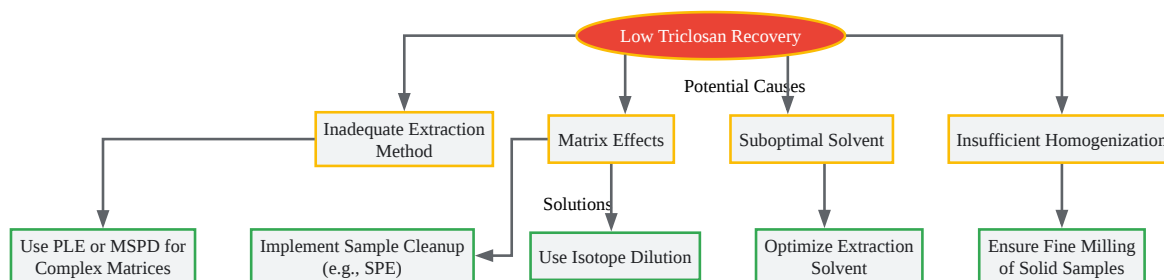 Low Triclosan Recovery
Potential Causes
Inadequate Extraction
Method
Matrix Effects
Suboptimal Solvent
Insufficient Homogenization
Solutions
Use PLE or MSPD for
Complex Matrices
Implement Sample Cleanup
(e.g., SPE)
Use Isotope Dilution
Optimize Extraction
Solvent
Ensure Fine Milling
of Solid Samples